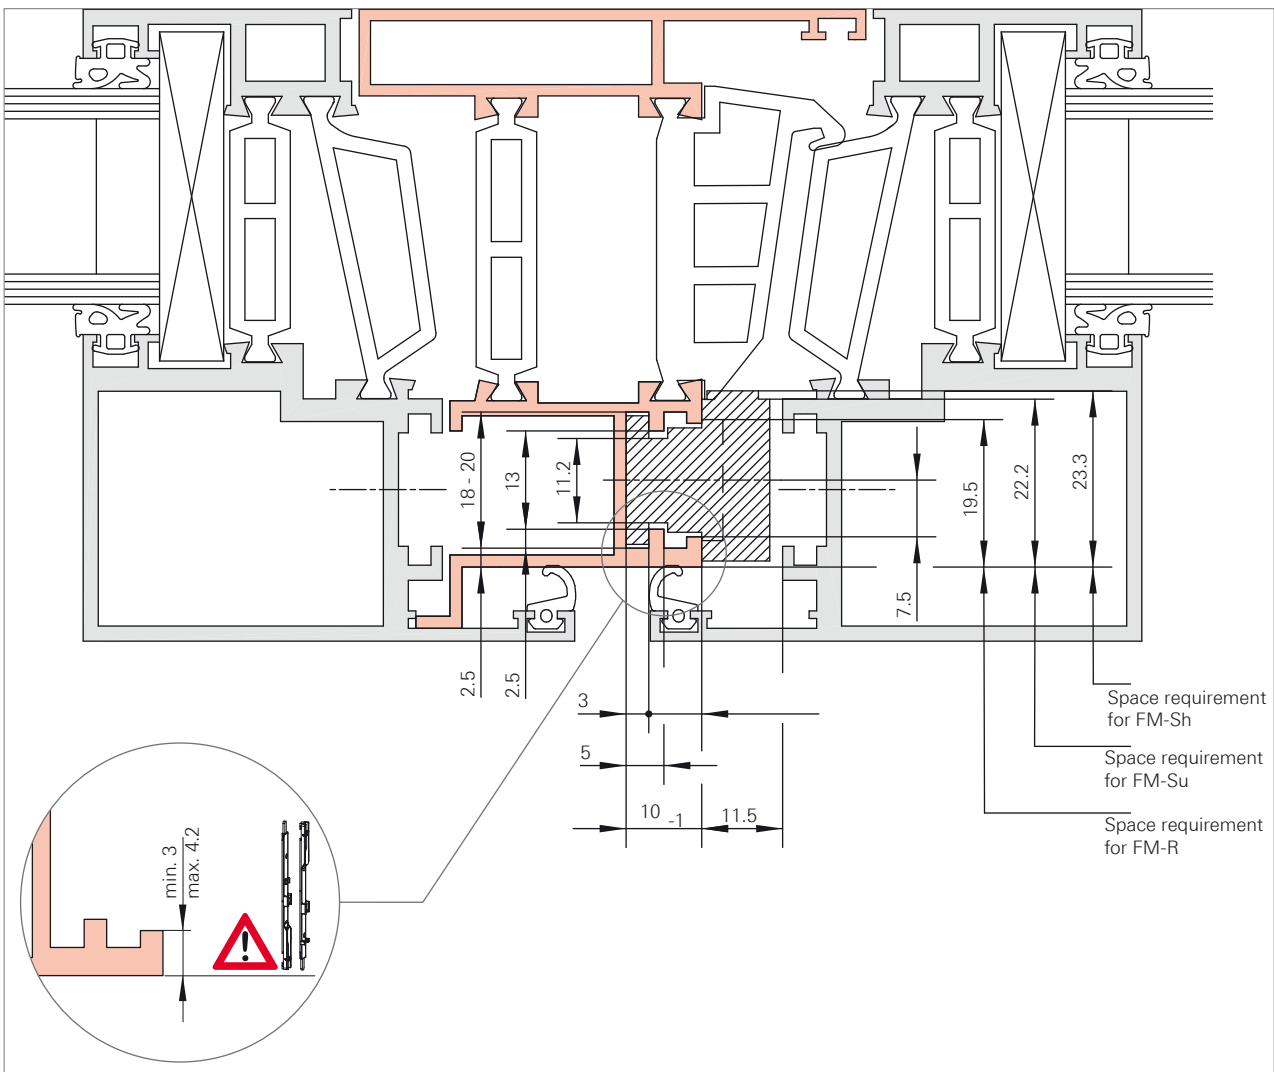 18 - 20
13
11.2
19.5
22.2
23.3
7.5
2.5
2.5
3
5
10 -1
11.5
Space requirement
for FM-Sh
Space requirement
for FM-Su
Space requirement
for FM-R
min. 3
max. 4.2
!